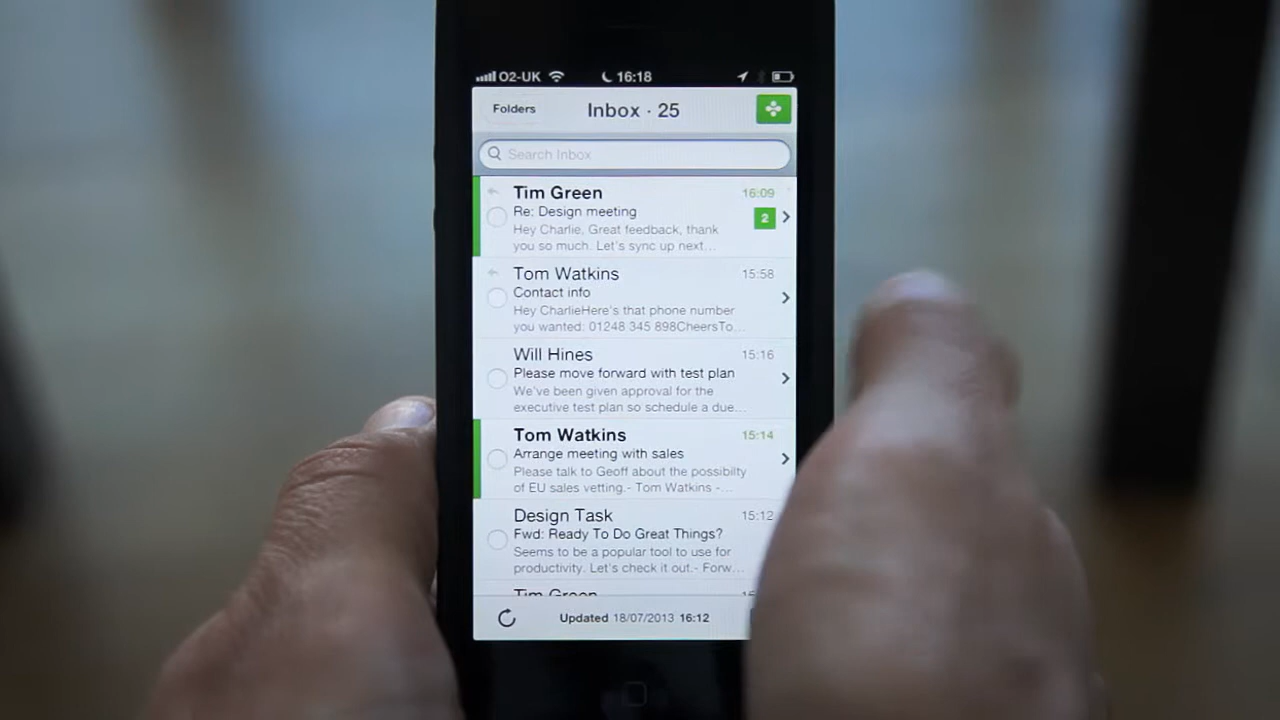 O2-UK 16:18
Folders Inbox · 25
Search Inbox
Tim Green 16:09
Re: Design meeting
2
Hey Charlie, Great feedback, thank
you so much. Let's sync up next...
Tom Watkins 15:58
Contact info
Hey CharlieHere's that phone number
you wanted: 01248 345 898CheersTo...
Will Hines 15:16
Please move forward with test plan
We've been given approval for the
executive test plan so schedule a due...
Tom Watkins 15:14
Arrange meeting with sales
Please talk to Geoff about the possibilty
of EU sales vetting.- Tom Watkins -...
Design Task 15:12
Fwd: Ready To Do Great Things?
Seems to be a popular tool to use for
productivity. Let's check it out.- Forw...
Tim Green
Updated 18/07/2013 16:12